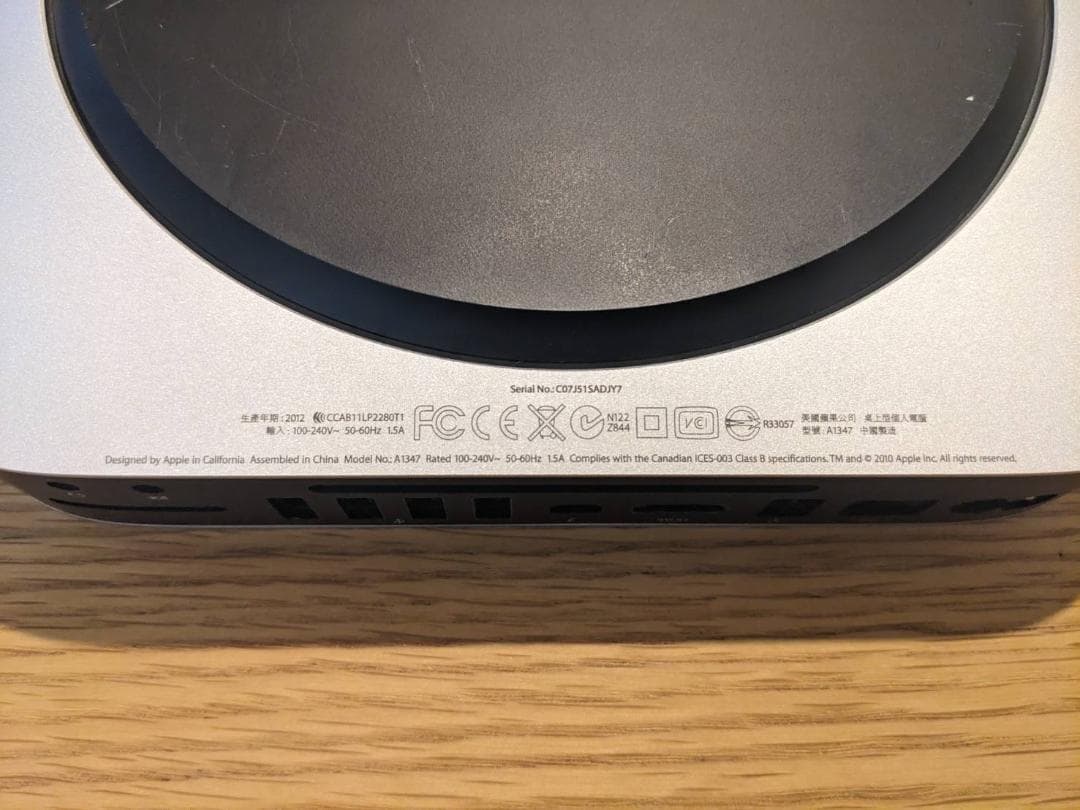 Serial No.: C07J51SADJY7
生產年期 : 2012 CCAB11LP2280T1 FC CE N122 VCI R33057 美國蘋果公司 桌上型個人電腦
輸入 : 100-240V~ 50-60Hz 1.5A Z844 型號 : A1347 中國製造
Designed by Apple in California Assembled in China Model No.: A1347 Rated 100-240V~ 50-60Hz 1.5A Complies with the Canadian ICES-003 Class B specifications. TM and © 2010 Apple Inc. All rights reserved.